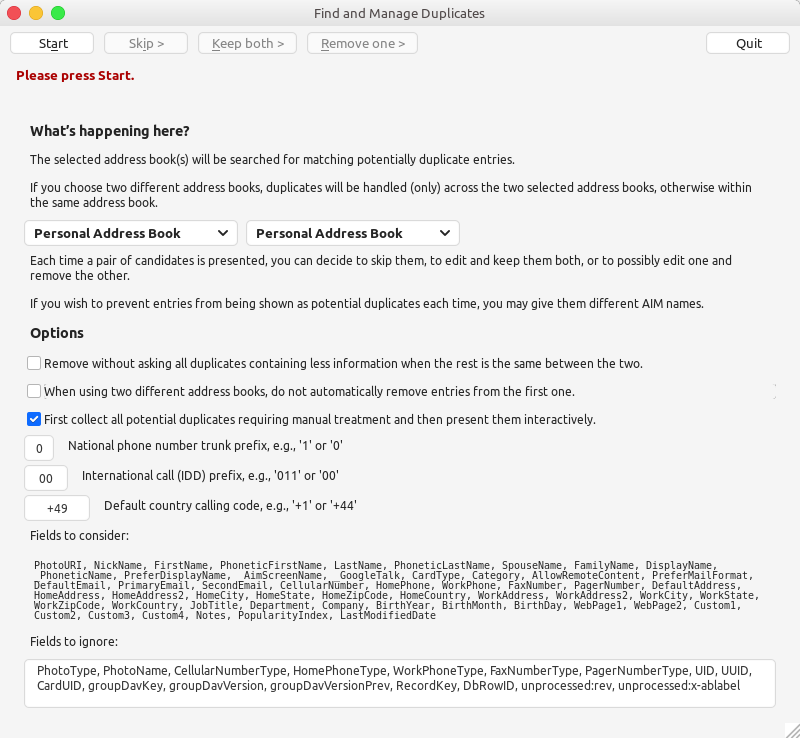 Find and Manage Duplicates
Start
Skip >
Keep both >
Remove one >
Quit
Please press Start.
What's happening here?
The selected address book(s) will be searched for matching potentially duplicate entries.
If you choose two different address books, duplicates will be handled (only) across the two selected address books, otherwise within
the same address book.
Personal Address Book
Personal Address Book
Each time a pair of candidates is presented, you can decide to skip them, to edit and keep them both, or to possibly edit one and
remove the other.
If you wish to prevent entries from being shown as potential duplicates each time, you may give them different AIM names.
Options
Remove without asking all duplicates containing less information when the rest is the same between the two.
When using two different address books, do not automatically remove entries from the first one.
First collect all potential duplicates requiring manual treatment and then present them interactively.
0 National phone number trunk prefix, e.g., '1' or '0'
00 International call (IDD) prefix, e.g., '011' or '00'
+49 Default country calling code, e.g., '+1' or '+44'
Fields to consider:
PhotoURI, NickName, FirstName, PhoneticFirstName, LastName, PhoneticLastName, SpouseName, FamilyName, DisplayName,
_PhoneticName, PreferDisplayName, _AimScreenName, _GoogleTalk, CardType, Category, AllowRemoteContent, PreferMailFormat,
DefaultEmail, PrimaryEmail, SecondEmail, CellularNumber, HomePhone, WorkPhone, FaxNumber, PagerNumber, DefaultAddress,
HomeAddress, HomeAddress2, HomeCity, HomeState, HomeZipCode, HomeCountry, WorkAddress, WorkAddress2, WorkCity, WorkState,
WorkZipCode, WorkCountry, JobTitle, Department, Company, BirthYear, BirthMonth, BirthDay, WebPage1, WebPage2, Custom1,
Custom2, Custom3, Custom4, Notes, PopularityIndex, LastModifiedDate
Fields to ignore:
PhotoType, PhotoName, CellularNumberType, HomePhoneType, WorkPhoneType, FaxNumberType, PagerNumberType, UID, UUID,
CardUID, groupDavKey, groupDavVersion, groupDavVersionPrev, RecordKey, DbRowID, unprocessed:rev, unprocessed:x-ablabel